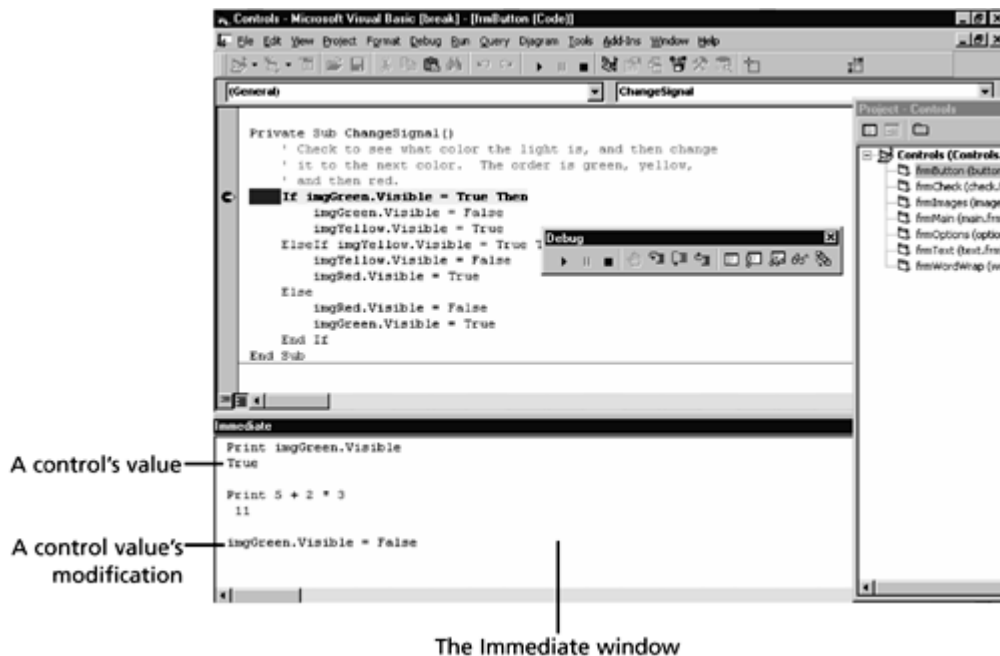 Controls - Microsoft Visual Basic [break] - [frmButton (Code)]
File Edit View Project Format Debug Run Query Diagram Tools Add-Ins Window Help
(General) ChangeSignal
Project - Controls
Controls (Controls.
frmButton (button
frmCheck (check.f
frmImages (image
frmMain (main.frm
frmOptions (optio
frmText (text.frm
frmWordWrap (w
Private Sub ChangeSignal()
' Check to see what color the light is, and then change
' it to the next color. The order is green, yellow,
' and then red.
If imgGreen.Visible = True Then
imgGreen.Visible = False
imgYellow.Visible = True
ElseIf imgYellow.Visible = True T
imgYellow.Visible = False
imgRed.Visible = True
Else
imgRed.Visible = False
imgGreen.Visible = True
End If
End Sub
Debug
Immediate
Print imgGreen.Visible
True
Print 5 + 2 * 3
11
imgGreen.Visible = False
A control's value
A control value's
modification
The Immediate window